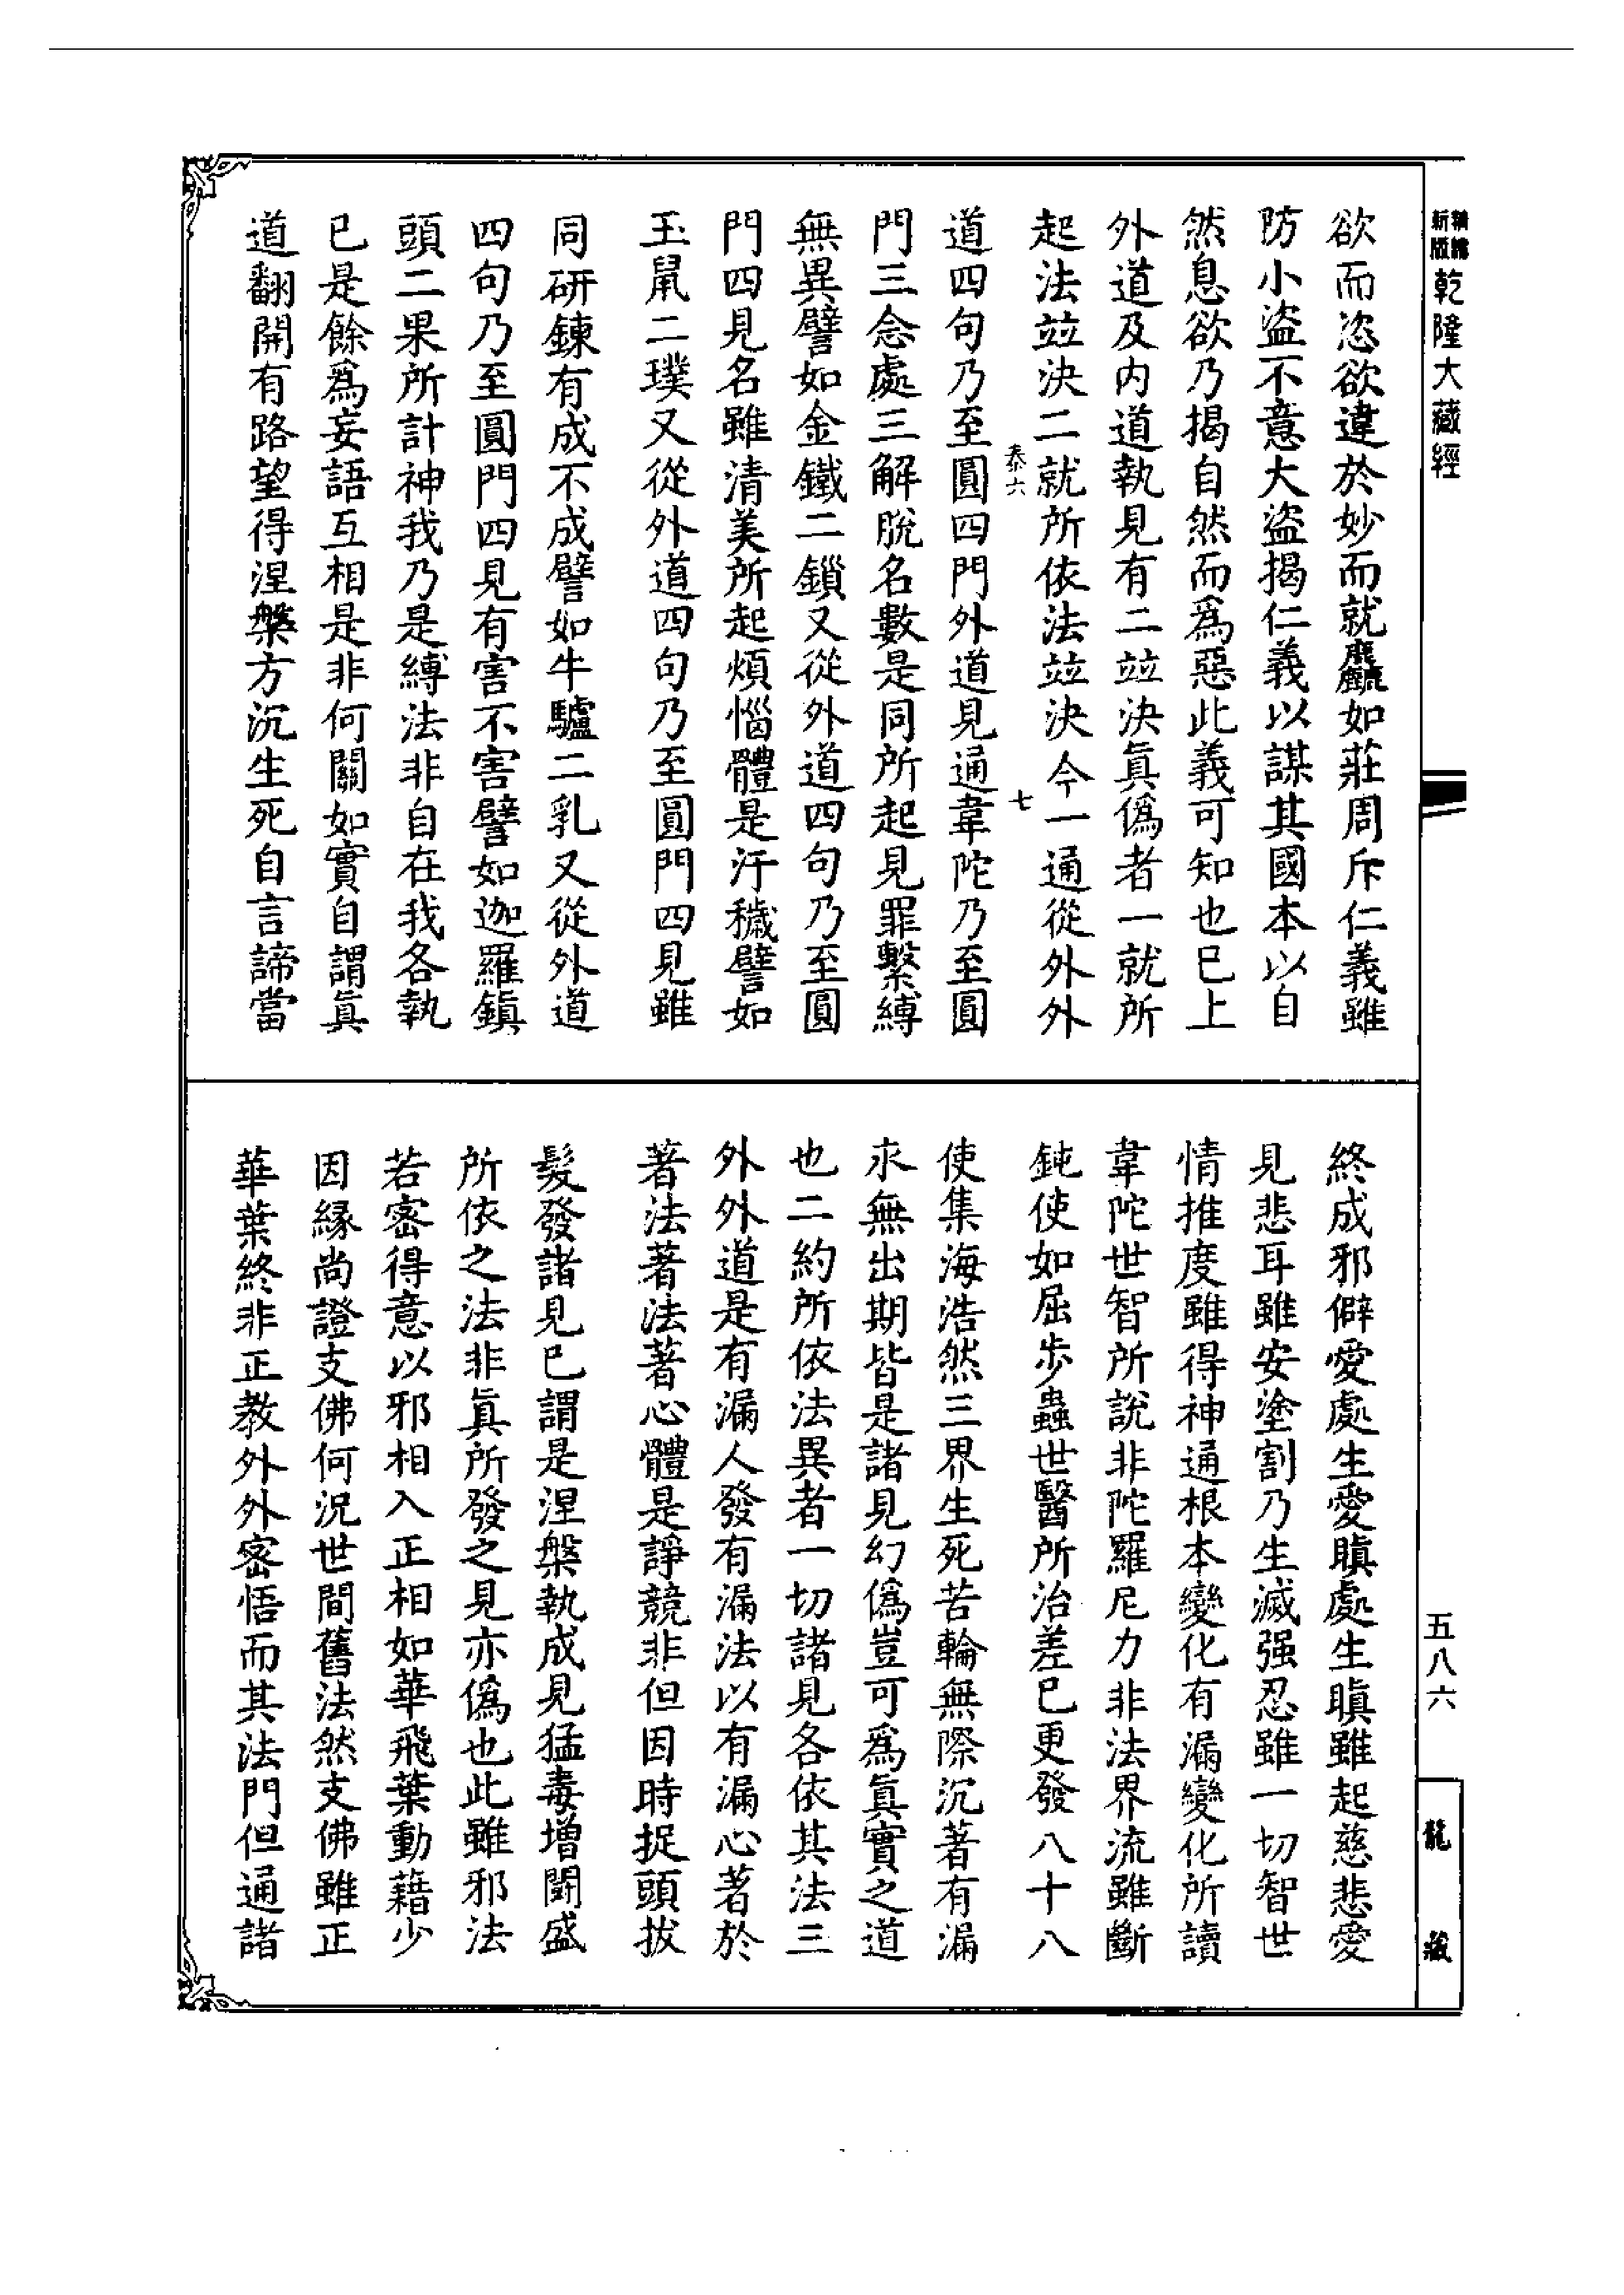 新版精縮乾隆大藏經
五八六
龍藏
欲而恣欲違於妙而就麤如莊周斥仁義雖
防小盜不意大盜揭仁義以謀其國本以自
然息欲乃揭自然而爲惡此義可知也巳上
外道及内道執見有二竝決眞僞者一就所
起法竝決二就所依法竝決今一通從外外
泰六 七
道四句乃至圓四門外道見通韋陀乃至圓
門三念處三解脫名數是同所起見罪繫縛
無異譬如金鐵二鎖又從外道四句乃至圓
門四見名雖清美所起煩惱體是汙穢譬如
玉鼠二璞又從外道四句乃至圓門四見雖
同研鍊有成不成譬如牛驢二乳又從外道
四句乃至圓門四見有害不害譬如迦羅鎮
頭二果所計神我乃是縛法非自在我各執
巳是餘爲妄語互相是非何關如實自謂眞
道翻開有路望得涅槃方沉生死自言諦當
終成邪僻愛處生愛瞋處生瞋雖起慈悲愛
見悲耳雖安塗割乃生滅强忍雖一切智世
情推度雖得神通根本變化有漏變化所讀
韋陀世智所說非陀羅尼力非法界流雖斷
鈍使如屈步蟲世醫所治差巳更發八十八
使集海浩然三界生死苦輪無際沉著有漏
永無出期皆是諸見幻僞豈可爲眞實之道
也二約所依法異者一切諸見各依其法三
外外道是有漏人發有漏法以有漏心著於
著法著法著心體是諍競非但因時捉頭拔
髮發諸見巳謂是涅槃執成見猛毒增鬪盛
所依之法非眞所發之見亦僞也此雖邪法
若密得意以邪相入正相如華飛葉動藉少
因緣尚證支佛何況世間舊法然支佛雖正
華葉終非正教外外密悟而其法門但通諸